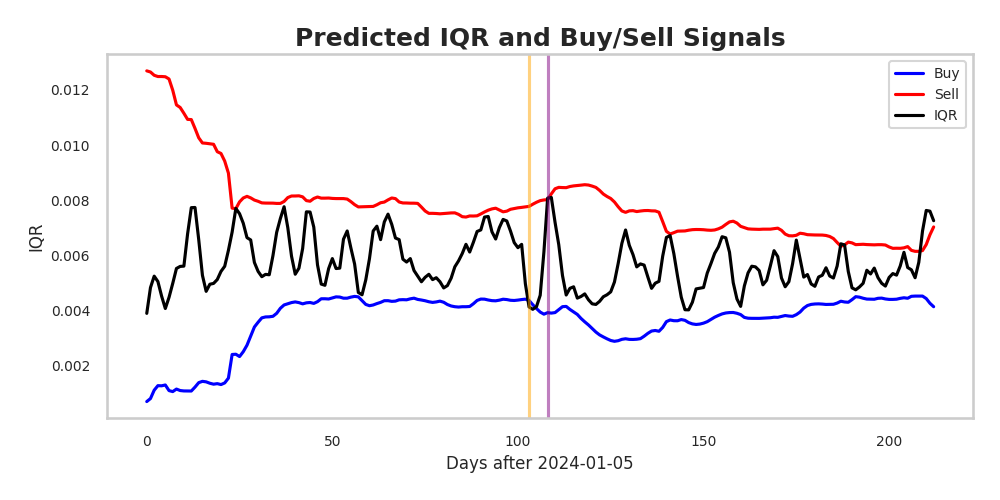 Predicted IQR and Buy/Sell Signals
Buy
Sell
IQR
0.012
0.010
0.008
0.006
0.004
0.002
IQR
0 50 100 150 200
Days after 2024-01-05